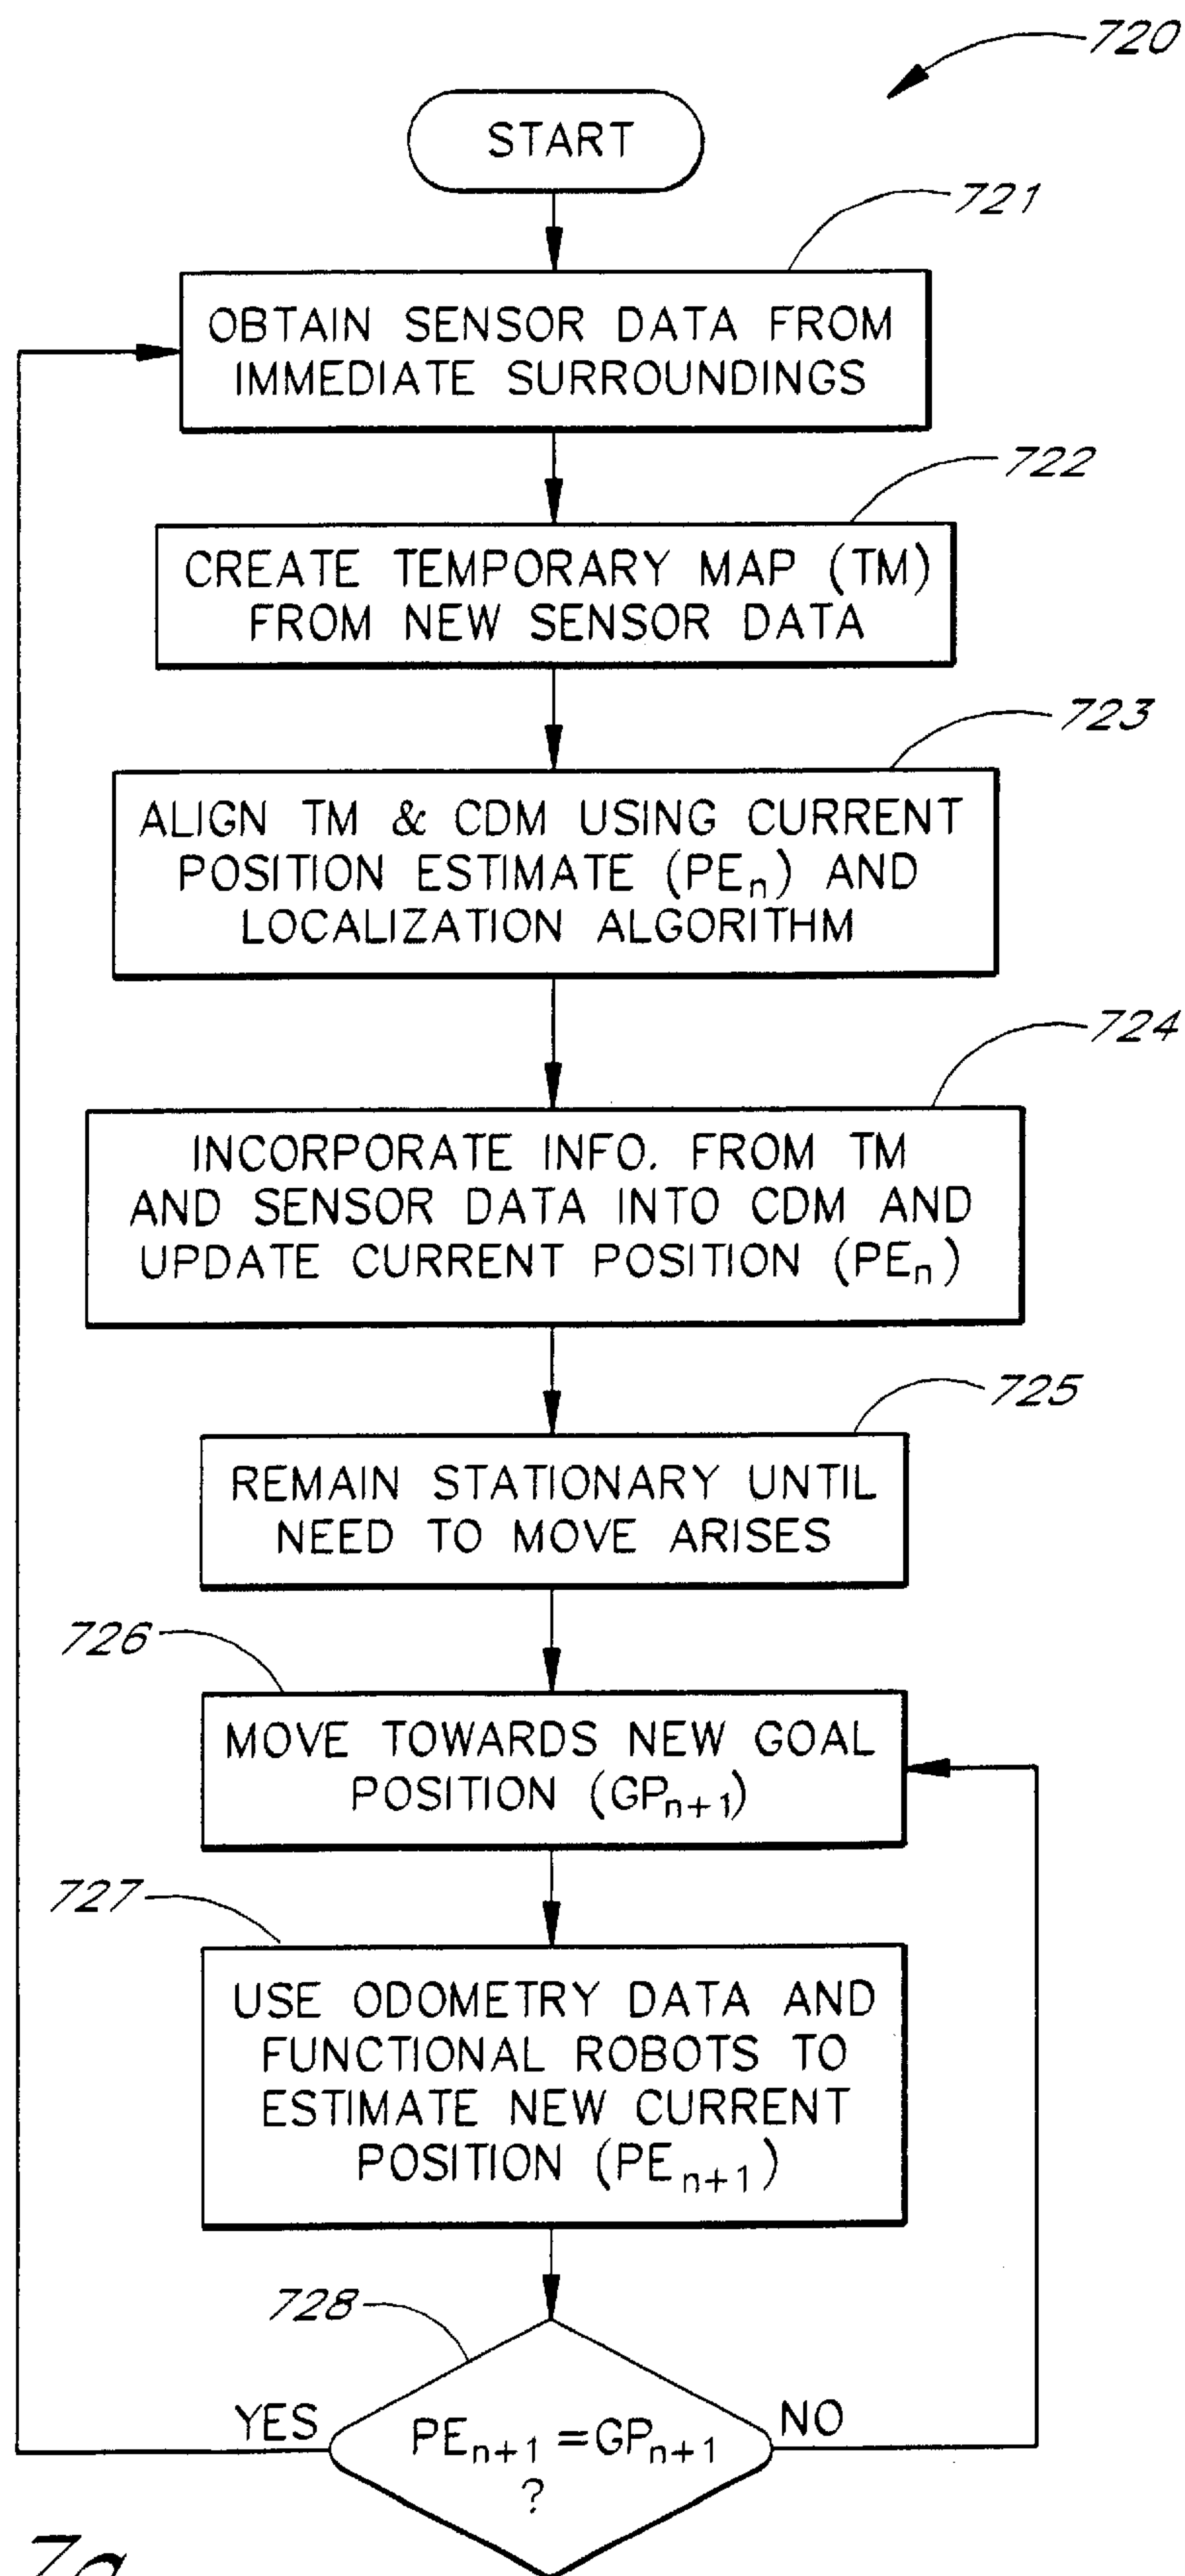 720
START
721
OBTAIN SENSOR DATA FROM
IMMEDIATE SURROUNDINGS
722
CREATE TEMPORARY MAP (TM)
FROM NEW SENSOR DATA
723
ALIGN TM & CDM USING CURRENT
POSITION ESTIMATE (PEn) AND
LOCALIZATION ALGORITHM
724
INCORPORATE INFO. FROM TM
AND SENSOR DATA INTO CDM AND
UPDATE CURRENT POSITION (PEn)
725
REMAIN STATIONARY UNTIL
NEED TO MOVE ARISES
726
MOVE TOWARDS NEW GOAL
POSITION (GPn+1)
727
USE ODOMETRY DATA AND
FUNCTIONAL ROBOTS TO
ESTIMATE NEW CURRENT
POSITION (PEn+1)
728
YES
PEn+1 =GPn+1
?
NO